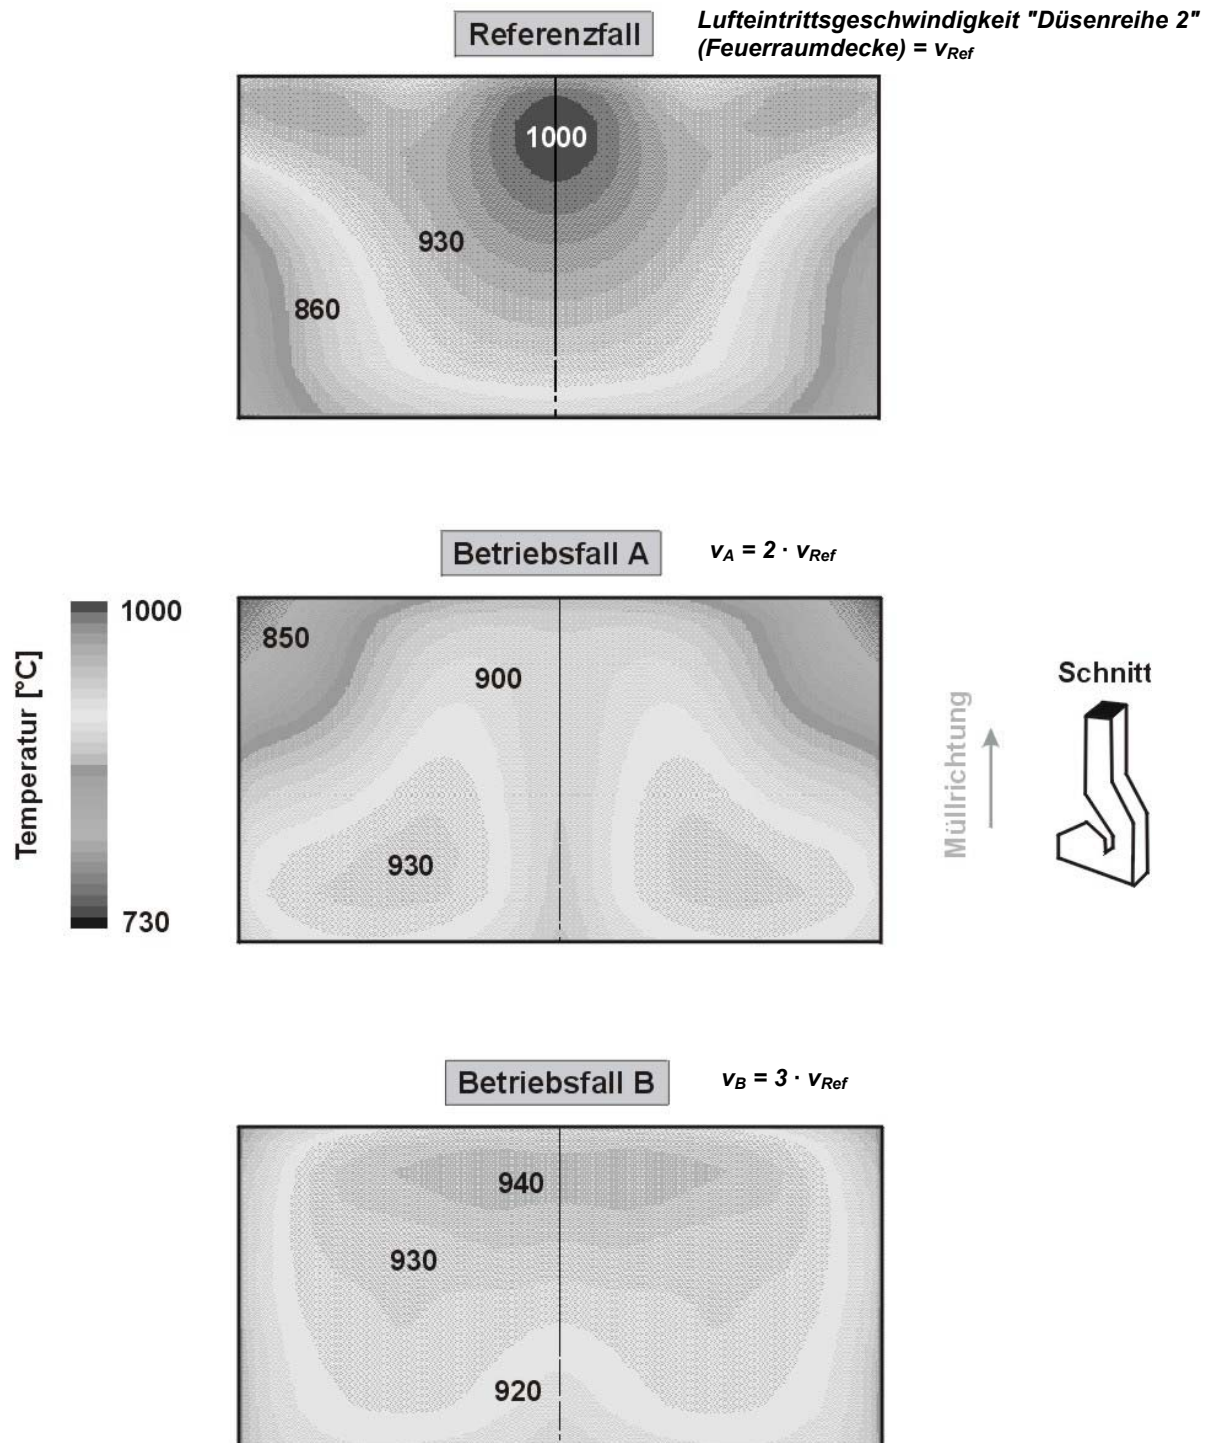 Referenzfall
Lufteintrittsgeschwindigkeit "Düsenreihe 2"
(Feuerraumdecke) = vRef
1000
930
860
Betriebsfall A
vA = 2 · vRef
Temperatur [°C]
1000
730
850
900
930
Müllrichtung
Schnitt
Betriebsfall B
vB = 3 · vRef
940
930
920